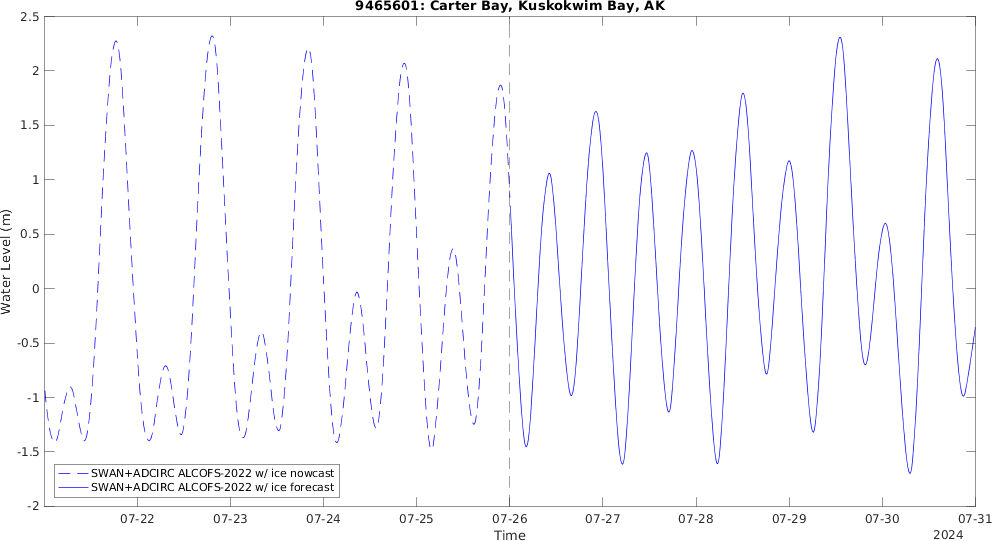 9465601: Carter Bay, Kuskokwim Bay, AK
2.5
2
1.5
1
0.5
0
-0.5
-1
-1.5
-2
Water Level (m)
SWAN+ADCIRC ALCOFS-2022 w/ ice nowcast
SWAN+ADCIRC ALCOFS-2022 w/ ice forecast
07-22 07-23 07-24 07-25 07-26 07-27 07-28 07-29 07-30 07-31
Time
2024